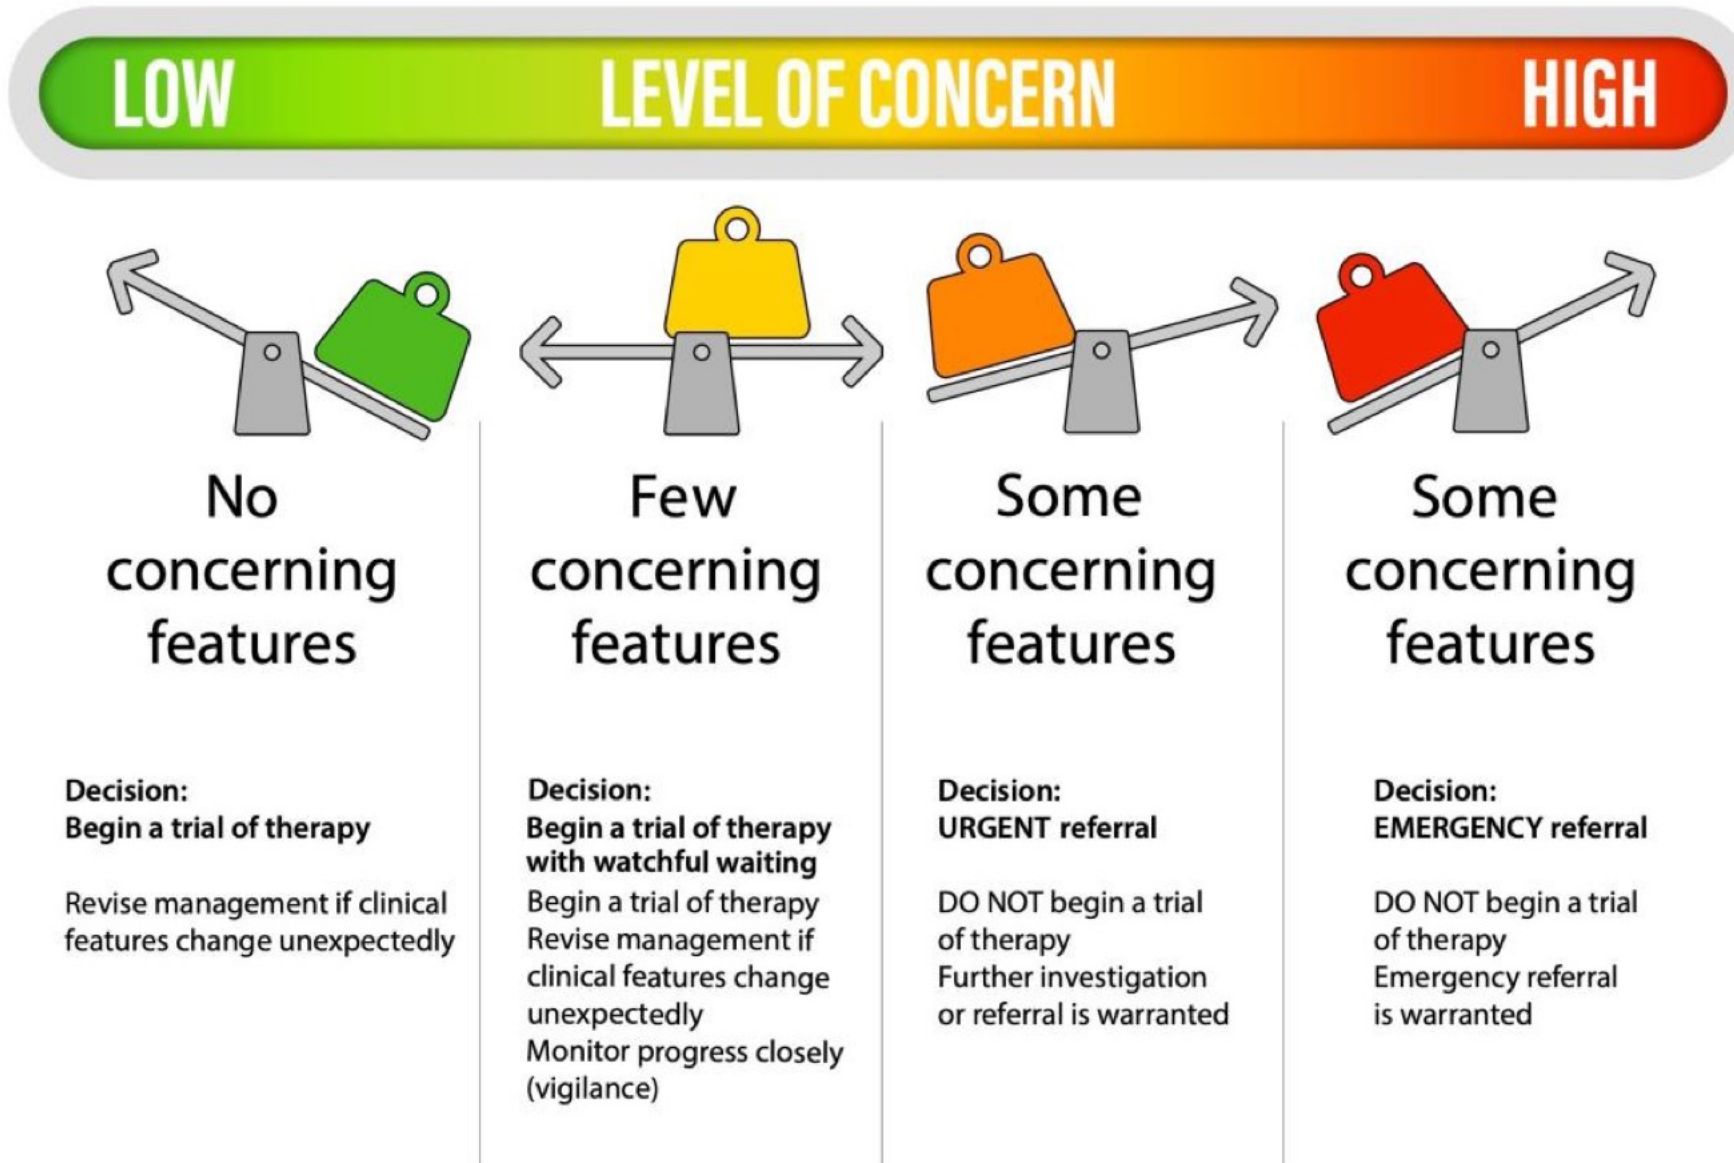 LOW LEVEL OF CONCERN HIGH
No
concerning
features
Decision:
Begin a trial of therapy
Revise management if clinical
features change unexpectedly
Few
concerning
features
Decision:
Begin a trial of therapy
with watchful waiting
Begin a trial of therapy
Revise management if
clinical features change
unexpectedly
Monitor progress closely
(vigilance)
Some
concerning
features
Decision:
URGENT referral
DO NOT begin a trial
of therapy
Further investigation
or referral is warranted
Some
concerning
features
Decision:
EMERGENCY referral
DO NOT begin a trial
of therapy
Emergency referral
is warranted